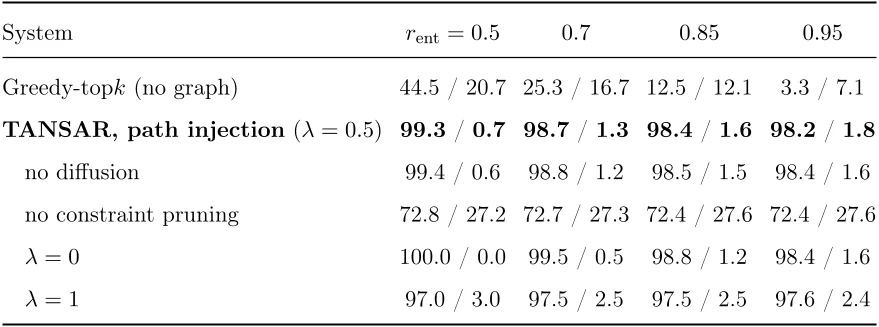 System r_ent = 0.5 0.7 0.85 0.95
Greedy-topk (no graph) 44.5 / 20.7 25.3 / 16.7 12.5 / 12.1 3.3 / 7.1
TANSAR, path injection (λ = 0.5) 99.3 / 0.7 98.7 / 1.3 98.4 / 1.6 98.2 / 1.8
no diffusion 99.4 / 0.6 98.8 / 1.2 98.5 / 1.5 98.4 / 1.6
no constraint pruning 72.8 / 27.2 72.7 / 27.3 72.4 / 27.6 72.4 / 27.6
λ = 0 100.0 / 0.0 99.5 / 0.5 98.8 / 1.2 98.4 / 1.6
λ = 1 97.0 / 3.0 97.5 / 2.5 97.5 / 2.5 97.6 / 2.4